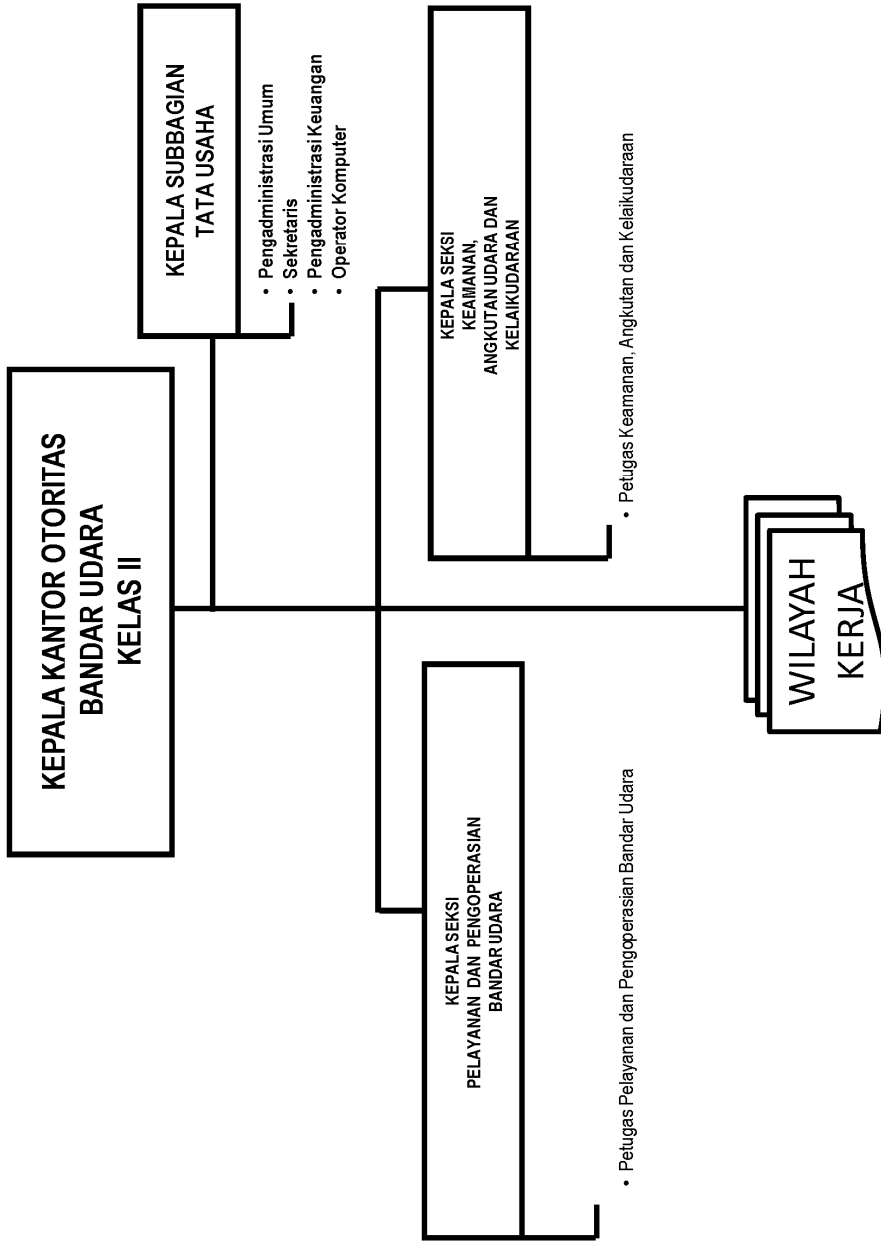 KEPALA KANTOR OTORITAS
BANDAR UDARA
KELAS II
KEPALA SUBBAGIAN
TATA USAHA
• Pengadministrasi Umum
• Sekretaris
• Pengadministrasi Keuangan
• Operator Komputer
KEPALA SEKSI
PELAYANAN DAN PENGOPERASIAN
BANDAR UDARA
• Petugas Pelayanan dan Pengoperasian Bandar Udara
KEPALA SEKSI
KEAMANAN,
ANGKUTAN UDARA DAN
KELAIKUDARAAN
• Petugas Keamanan, Angkutan dan Kelaikudaraan
WILAYAH
KERJA